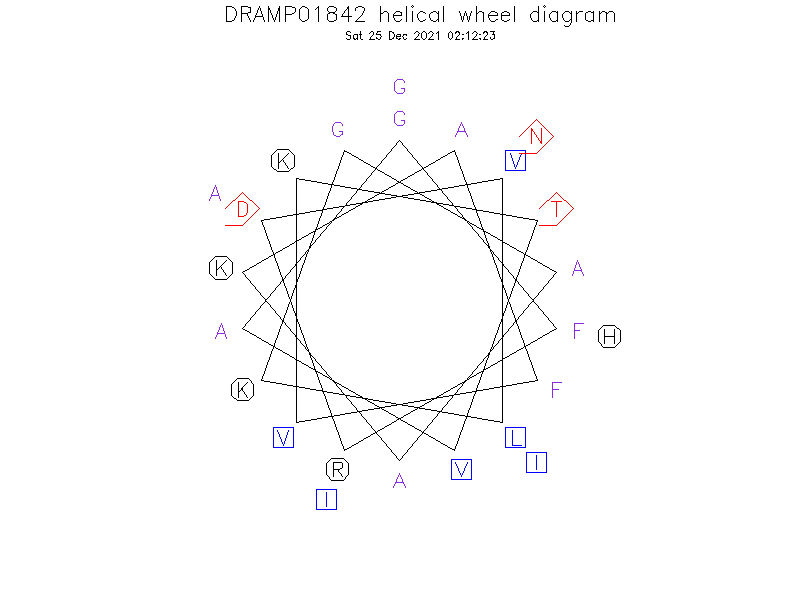 DRAMP01842 helical wheel diagram
Sat 25 Dec 2021 02:12:23
G
G
G A N
K V
A D T
K A
A F H
K F
V L
I
R A V
I